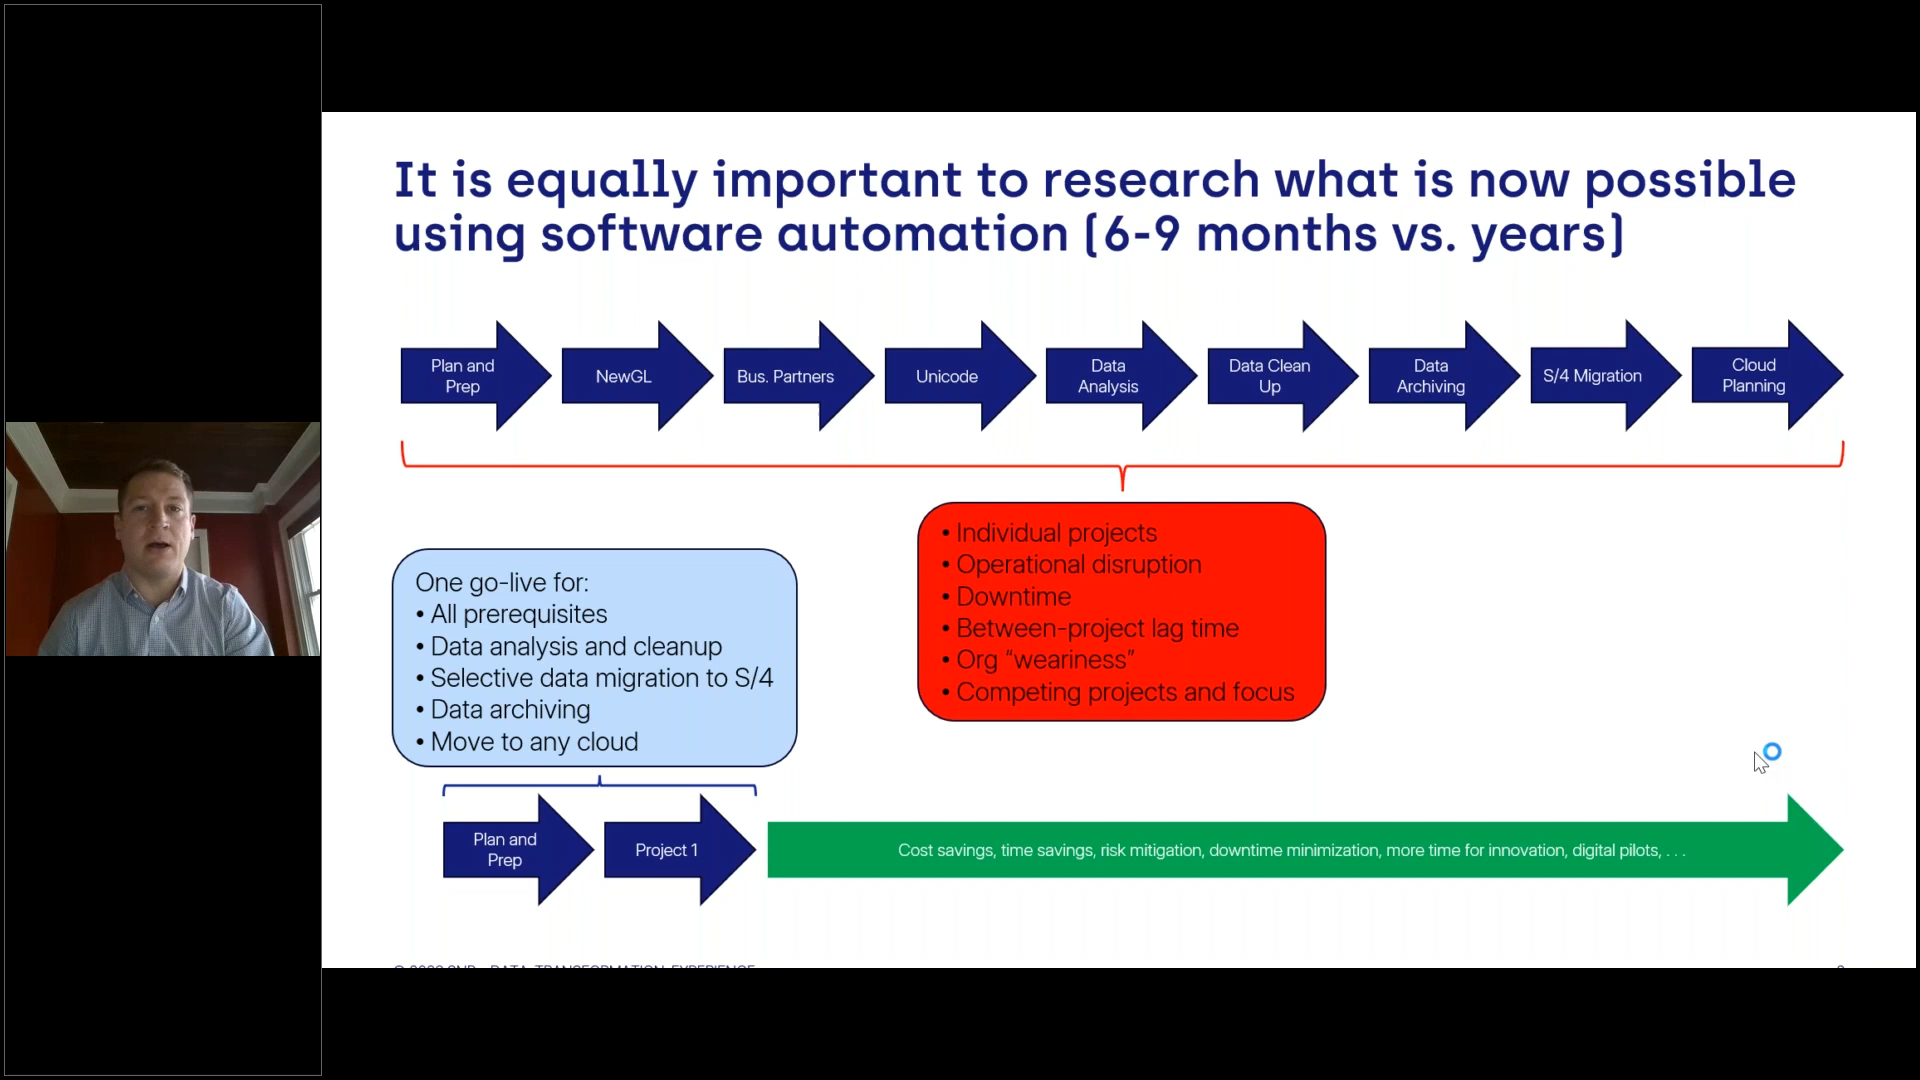 It is equally important to research what is now possible
using software automation (6-9 months vs. years)
Plan and
Prep
NewGL
Bus. Partners
Unicode
Data
Analysis
Data Clean
Up
Data
Archiving
S/4 Migration
Cloud
Planning
• Individual projects
• Operational disruption
• Downtime
• Between-project lag time
• Org “weariness”
• Competing projects and focus
One go-live for:
• All prerequisites
• Data analysis and cleanup
• Selective data migration to S/4
• Data archiving
• Move to any cloud
Plan and
Prep
Project 1
Cost savings, time savings, risk mitigation, downtime minimization, more time for innovation, digital pilots, . . .
DATA TRANSFORMATION EXPERIENCE